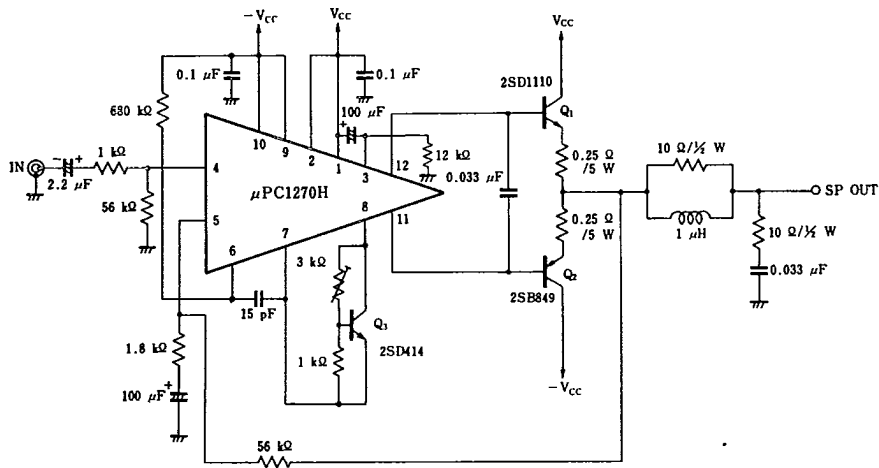 −VCC
VCC
VCC
0.1 μF
0.1 μF
100 μF
+
2SD1110
Q1
680 kΩ
10
9
2
1
3
12
12 kΩ
0.25 Ω
/5 W
10 Ω/½ W
IN
− +
1 kΩ
2.2 μF
4
μPC1270H
0.033 μF
SP OUT
56 kΩ
5
7
8
11
0.25 Ω
/5 W
1 μH
10 Ω/½ W
6
3 kΩ
Q2
0.033 μF
15 pF
2SB849
Q3
1.8 kΩ
1 kΩ
2SD414
100 μF
+
−VCC
56 kΩ